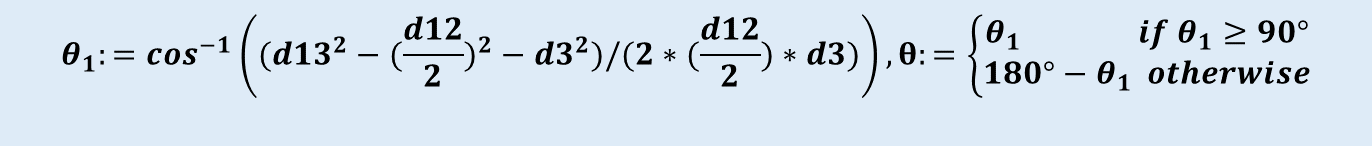 θ₁:= cos⁻¹((d13² − (d12/2)² − d3²)/(2 * (d12/2) * d3)), θ:= {θ₁ if θ₁ ≥ 90°
180° − θ₁ otherwise